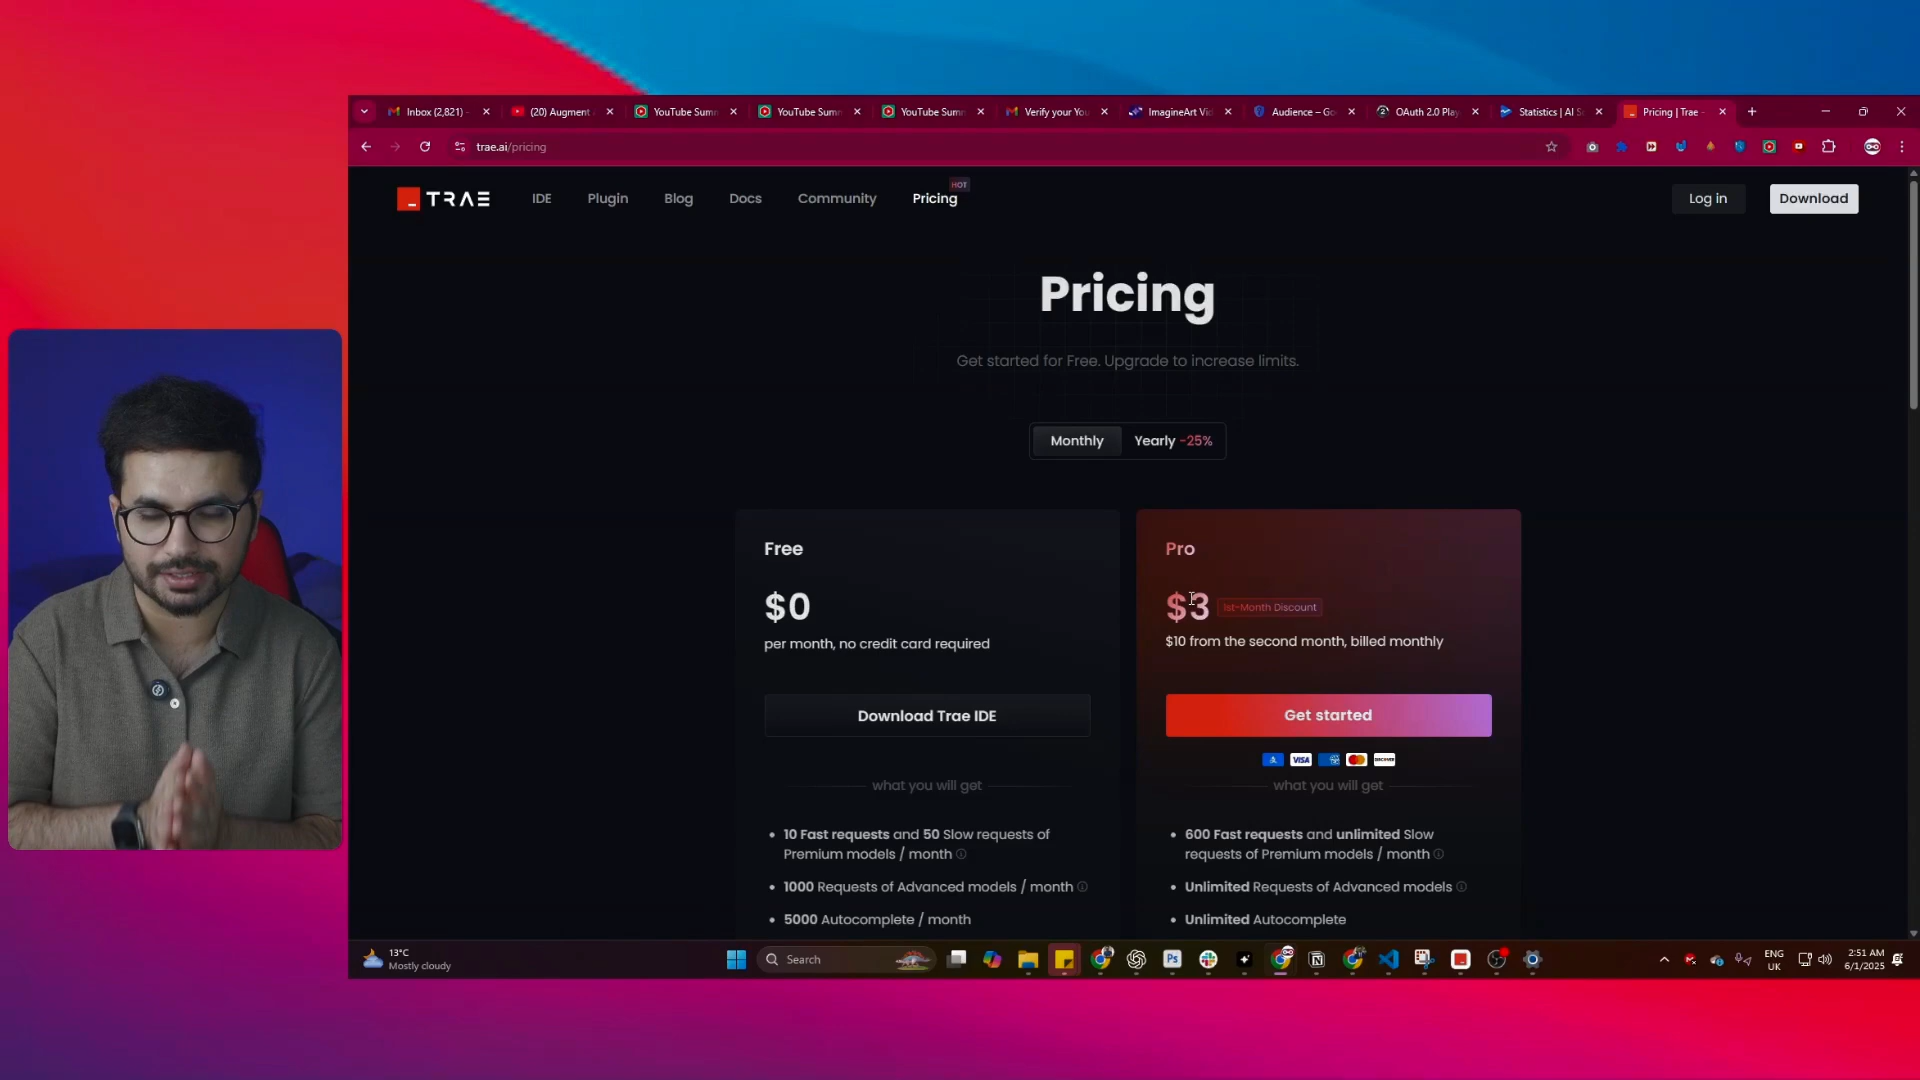 Inbox (2,821) -
(20) Augment
YouTube Sum
YouTube Sum
YouTube Sum
Verify your You
ImagineArt Vid
Audience – Go
OAuth 2.0 Play
Statistics | AI S
Pricing | Trae -
trae.ai/pricing
TRAE
IDE
Plugin
Blog
Docs
Community
Pricing
HOT
Log in
Download
Pricing
Get started for Free. Upgrade to increase limits.
Monthly
Yearly -25%
Free
$0
per month, no credit card required
Download Trae IDE
what you will get
• 10 Fast requests and 50 Slow requests of
Premium models / month
• 1000 Requests of Advanced models / month
• 5000 Autocomplete / month
Pro
$3 1st-Month Discount
$10 from the second month, billed monthly
Get started
VISA
DISCOVER
what you will get
• 600 Fast requests and unlimited Slow
requests of Premium models / month
• Unlimited Requests of Advanced models
• Unlimited Autocomplete
13°C
Mostly cloudy
Search
Ps
ENG
UK
2:51 AM
6/1/2025